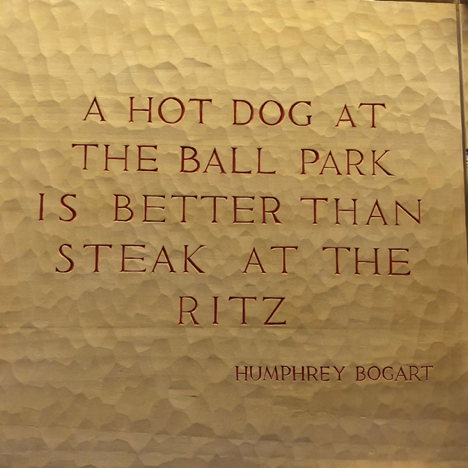 A HOT DOG AT
THE BALL PARK
IS BETTER THAN
STEAK AT THE
RITZ
HUMPHREY BOGART